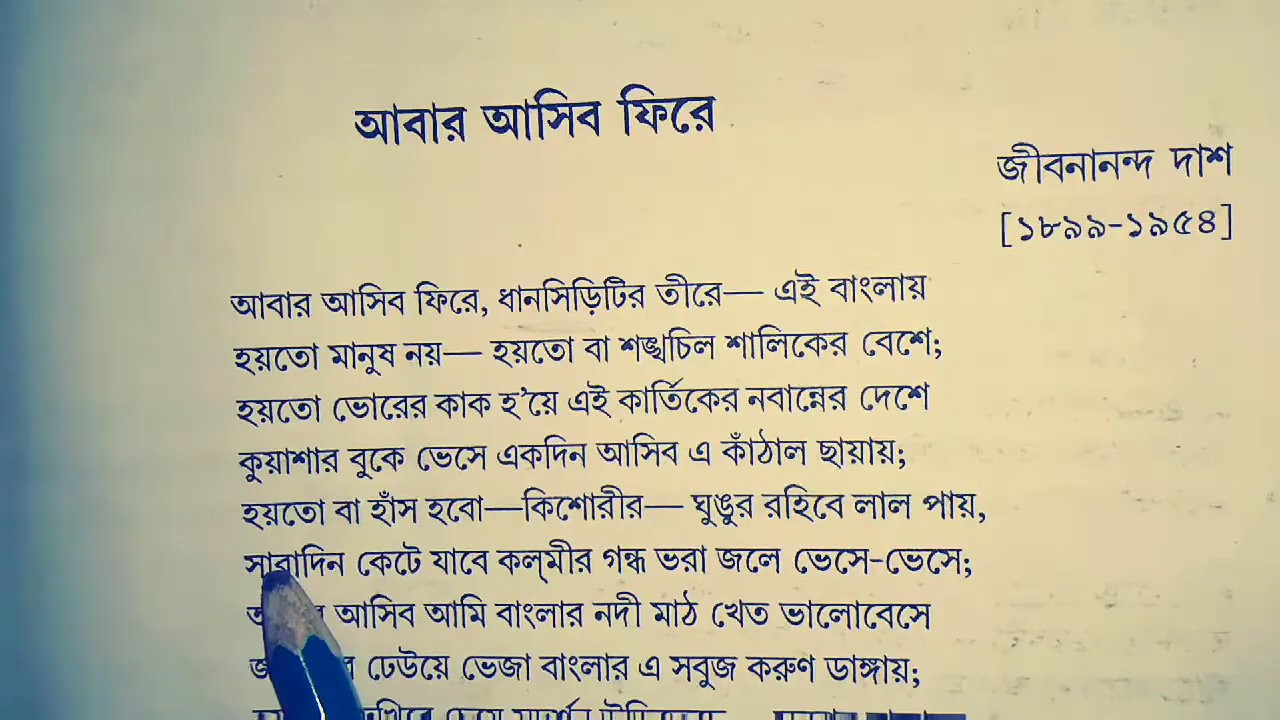 আবার আসিব ফিরে
জীবনানন্দ দাশ
[১৮৯৯-১৯৫৪]
আবার আসিব ফিরে, ধানসিড়িটির তীরে— এই বাংলায়
হয়তো মানুষ নয়— হয়তো বা শঙ্খচিল শালিকের বেশে;
হয়তো ভোরের কাক হ'য়ে এই কার্তিকের নবান্নের দেশে
কুয়াশার বুকে ভেসে একদিন আসিব এ কাঁঠাল ছায়ায়;
হয়তো বা হাঁস হবো—কিশোরীর— ঘুঙুর রহিবে লাল পায়,
সারাদিন কেটে যাবে কল্‌মীর গন্ধ ভরা জলে ভেসে-ভেসে;
আসিব আমি বাংলার নদী মাঠ খেত ভালোবেসে
ঢেউয়ে ভেজা বাংলার এ সবুজ করুণ ডাঙ্গায়;